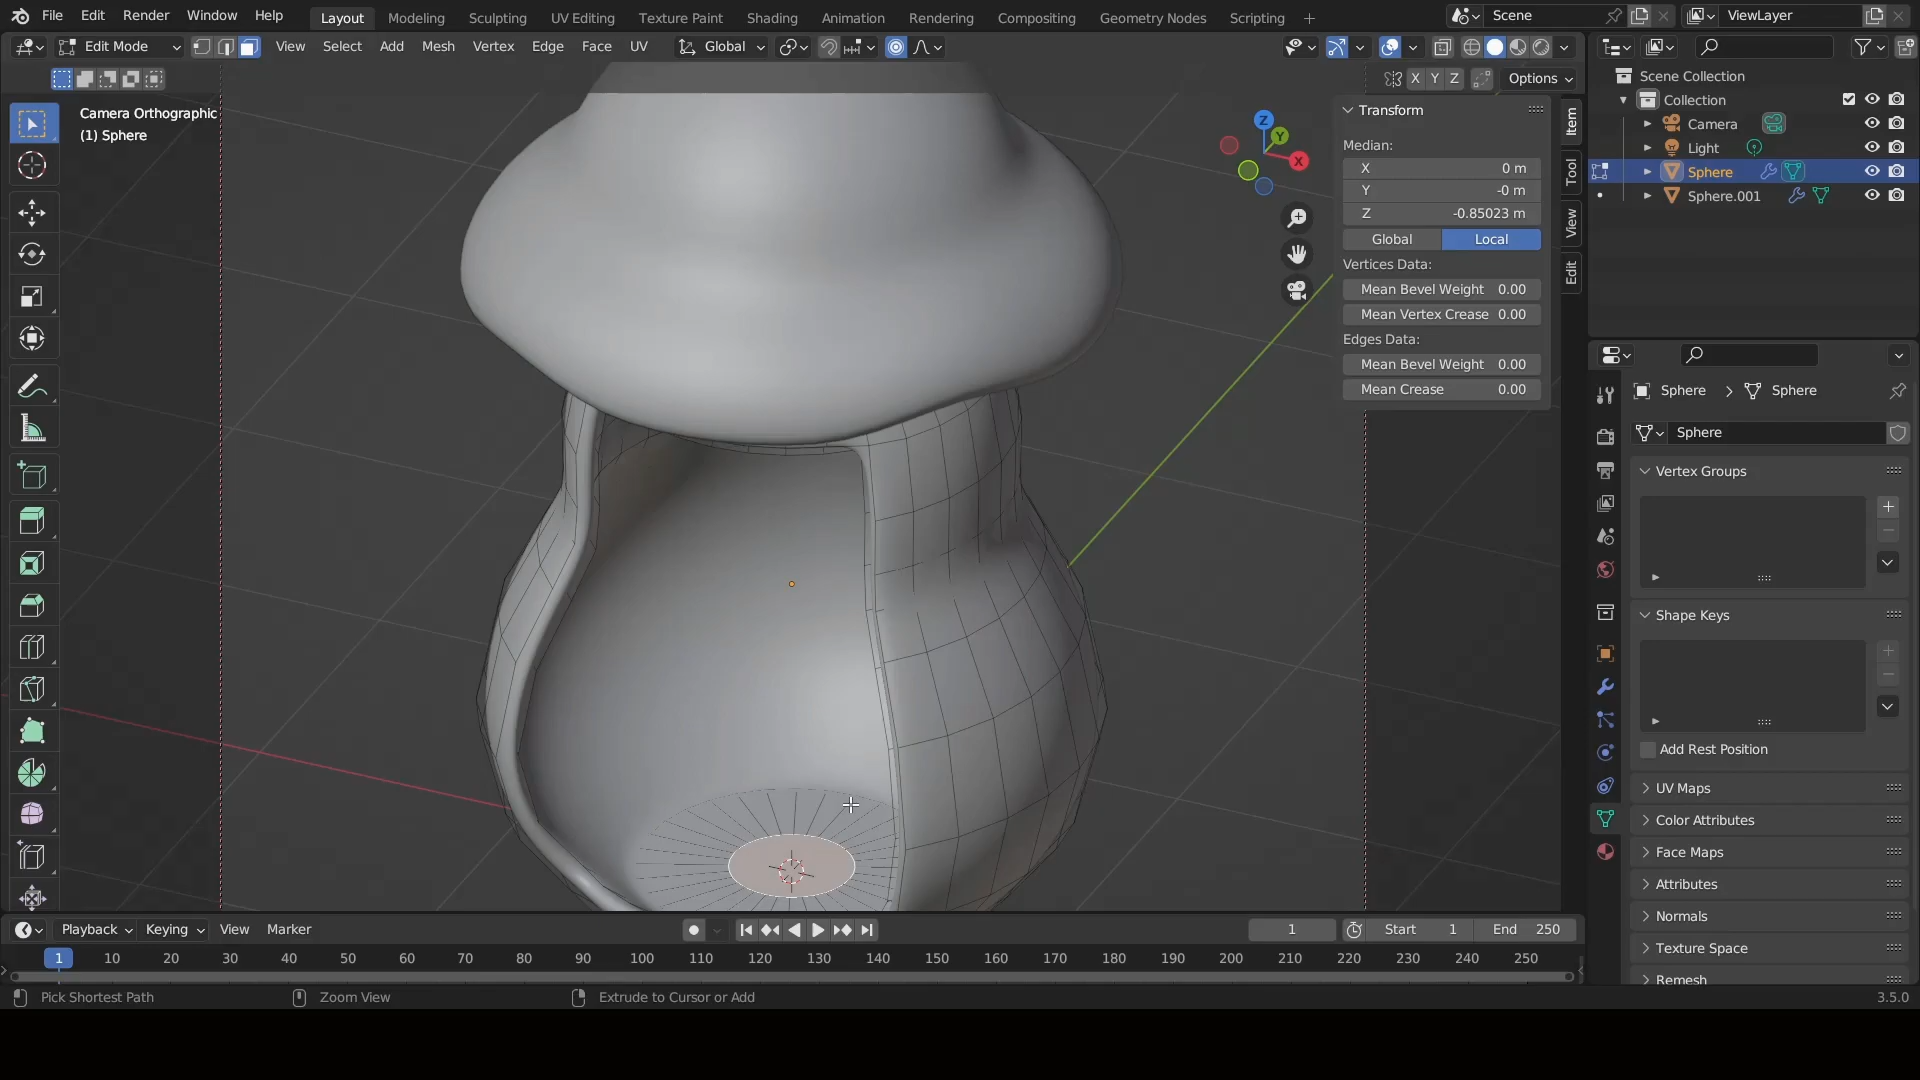 File Edit Render Window Help Layout Modeling Sculpting UV Editing Texture Paint Shading Animation Rendering Compositing Geometry Nodes Scripting + Scene ViewLayer
Edit Mode View Select Add Mesh Vertex Edge Face UV Global
X Y Z Options
Camera Orthographic
(1) Sphere
Z
Y
X
Transform
Median:
X 0 m
Y -0 m
Z -0.85023 m
Global Local
Vertices Data:
Mean Bevel Weight 0.00
Mean Vertex Crease 0.00
Edges Data:
Mean Bevel Weight 0.00
Mean Crease 0.00
Item
Tool
View
Edit
Scene Collection
Collection
Camera
Light
Sphere
Sphere.001
Sphere > Sphere
Sphere
Vertex Groups
Shape Keys
Add Rest Position
UV Maps
Color Attributes
Face Maps
Attributes
Normals
Texture Space
Remesh
Playback Keying View Marker 1 Start 1 End 250
1 10 20 30 40 50 60 70 80 90 100 110 120 130 140 150 160 170 180 190 200 210 220 230 240 250
Pick Shortest Path Zoom View Extrude to Cursor or Add 3.5.0